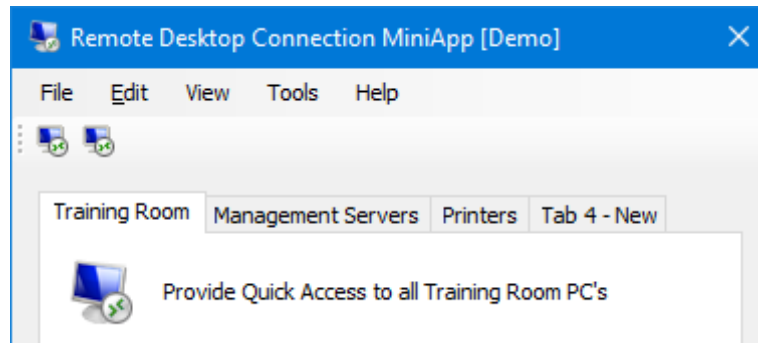 Remote Desktop Connection MiniApp [Demo]
File Edit View Tools Help
Training Room Management Servers Printers Tab 4 - New
Provide Quick Access to all Training Room PC's